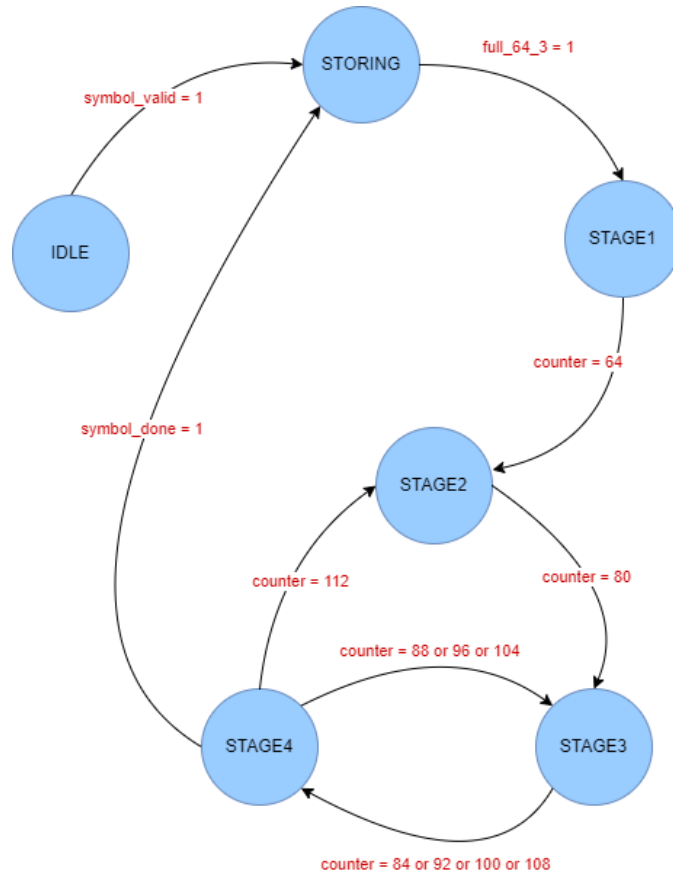 STORING
full_64_3 = 1
symbol_valid = 1
IDLE
STAGE1
counter = 64
symbol_done = 1
STAGE2
counter = 112
counter = 80
counter = 88 or 96 or 104
STAGE4
STAGE3
counter = 84 or 92 or 100 or 108